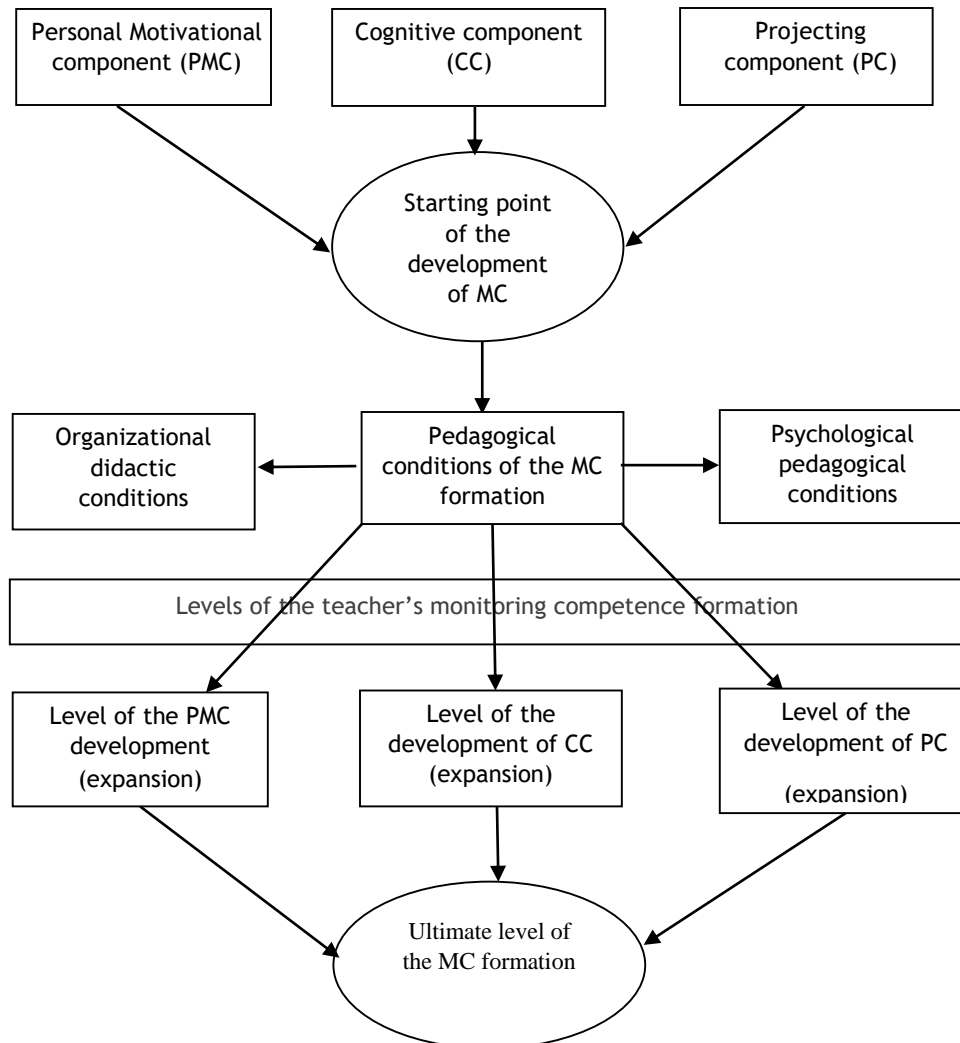 Personal Motivational
component (PMC)
Cognitive component
(CC)
Projecting
component (PC)
Starting point
of the
development
of MC
Organizational
didactic
conditions
Pedagogical
conditions of the MC
formation
Psychological
pedagogical
conditions
Levels of the teacher’s monitoring competence formation
Level of the PMC
development
(expansion)
Level of the
development of CC
(expansion)
Level of the
development of PC
(expansion)
Ultimate level of
the MC formation